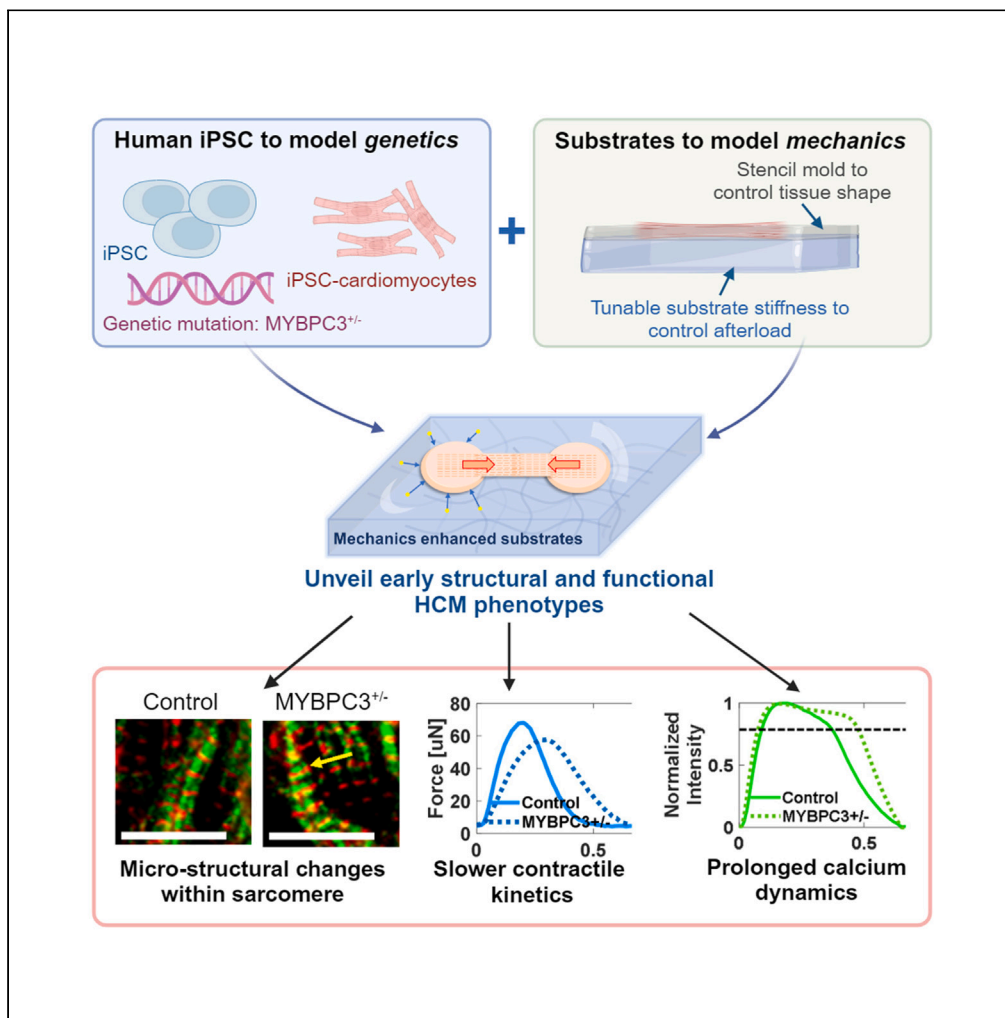 Human iPSC to model genetics
iPSC
iPSC-cardiomyocytes
Genetic mutation: MYBPC3+/-
+
Substrates to model mechanics
Stencil mold to
control tissue shape
Tunable substrate stiffness to
control afterload
Mechanics enhanced substrates
Unveil early structural and functional
HCM phenotypes
Control
MYBPC3+/-
Micro-structural changes
within sarcomere
Force [uN]
80
60
40
20
0
0
0.5
Control
MYBPC3+/-
Slower contractile
kinetics
Normalized
Intensity
1
0.5
0
0
0.5
Control
MYBPC3+/-
Prolonged calcium
dynamics